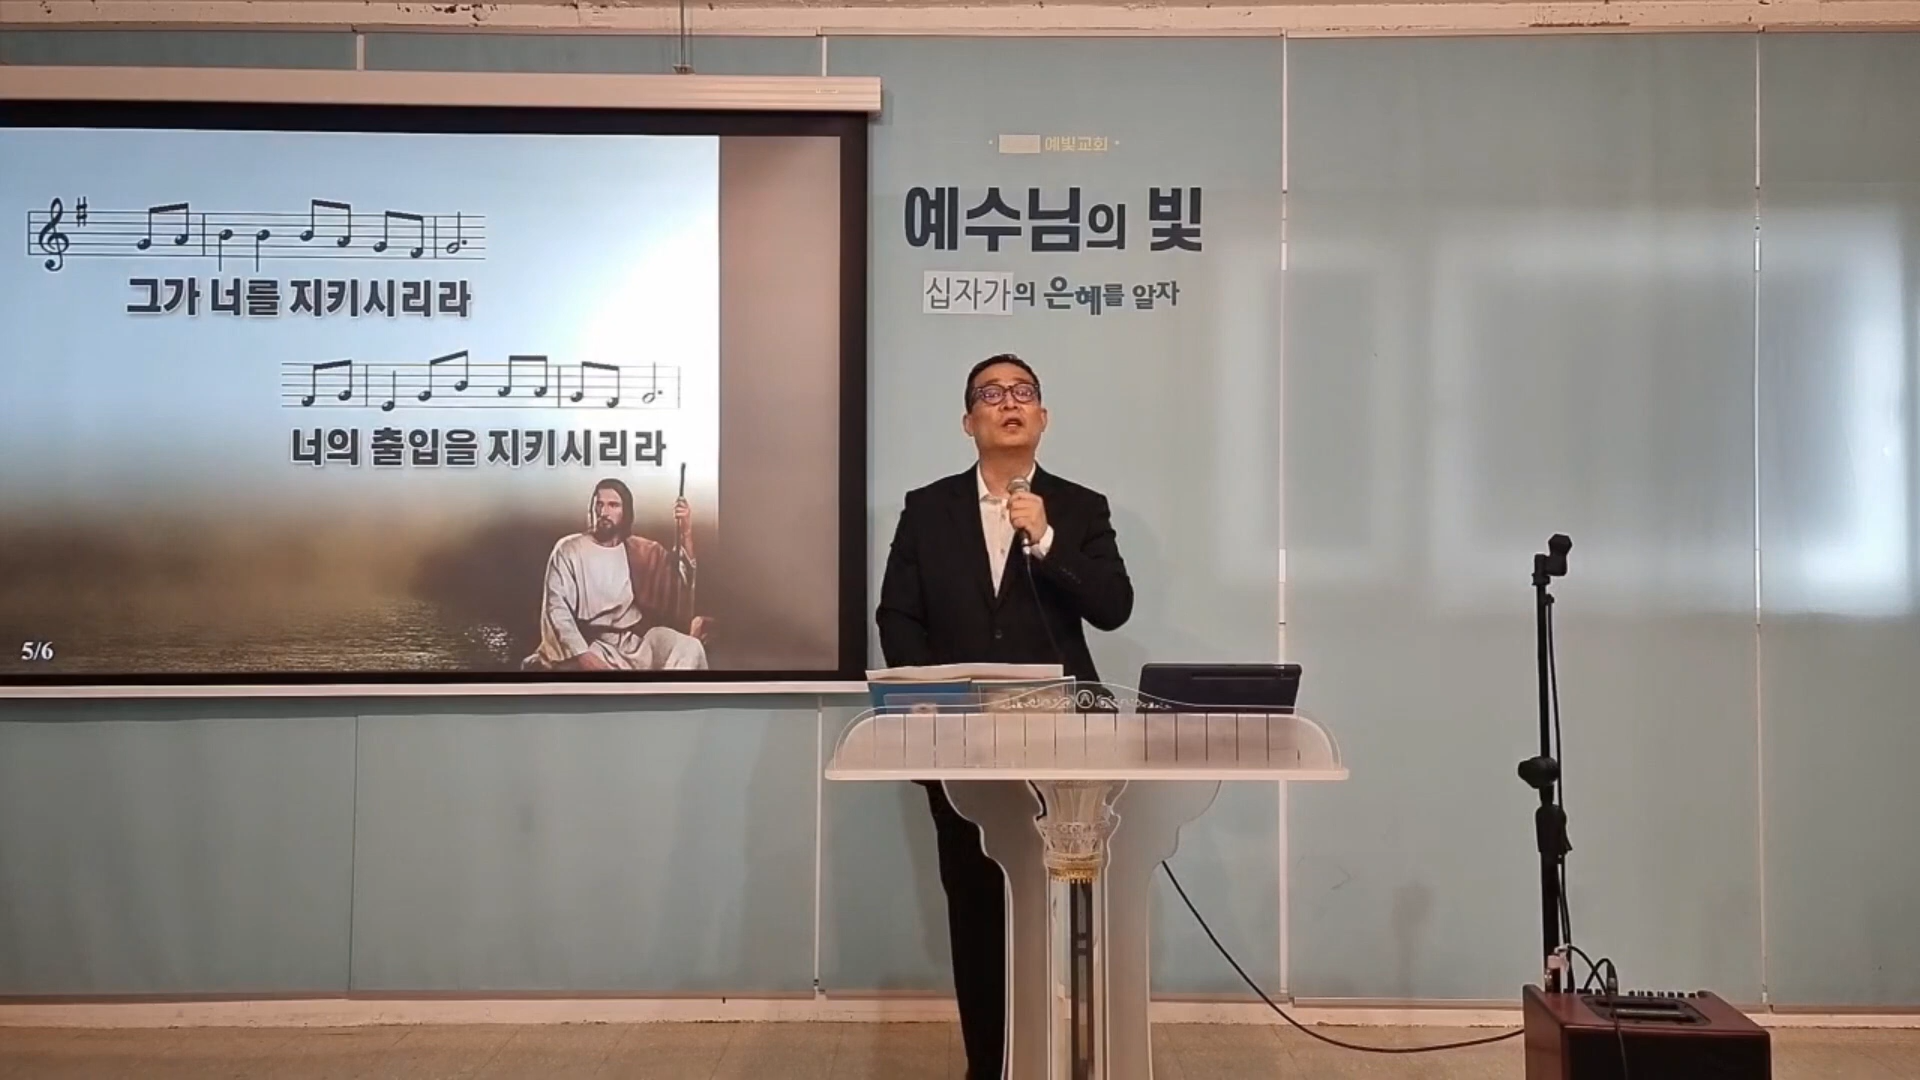 그가 너를 지키시리라
너의 출입을 지키시리라
5/6
예빛교회
예수님의 빛
십자가의 은혜를 알자